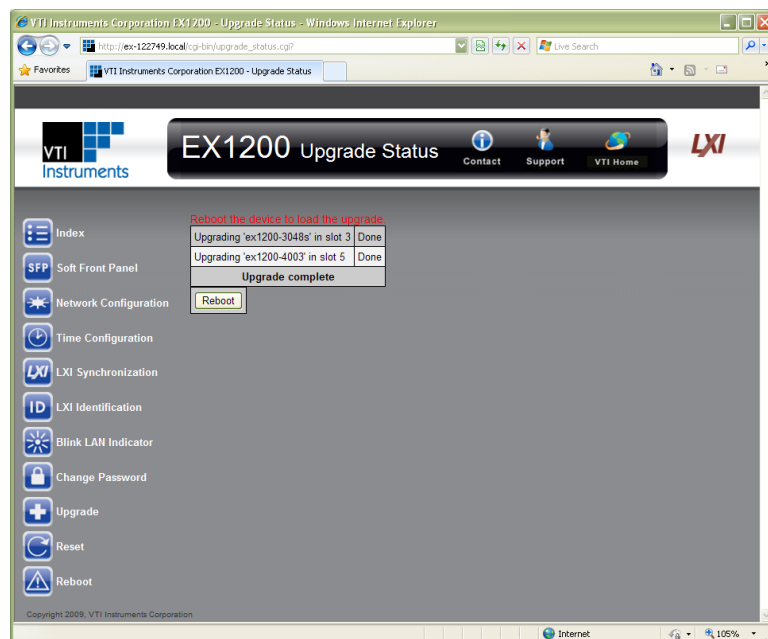 VTI Instruments Corporation EX1200 - Upgrade Status - Windows Internet Explorer
http://ex-122749.local/cgi-bin/upgrade_status.cgi?
Live Search
Favorites
VTI Instruments Corporation EX1200 - Upgrade Status
VTI
Instruments
EX1200 Upgrade Status
Contact
Support
VTI Home
LXI
Reboot the device to load the upgrade.
Upgrading 'ex1200-3048s' in slot 3 Done
Upgrading 'ex1200-4003' in slot 5 Done
Upgrade complete
Reboot
Index
SFP Soft Front Panel
Network Configuration
Time Configuration
LXI LXI Synchronization
ID LXI Identification
Blink LAN Indicator
Change Password
Upgrade
Reset
Reboot
Copyright 2009, VTI Instruments Corporation
Internet
105%